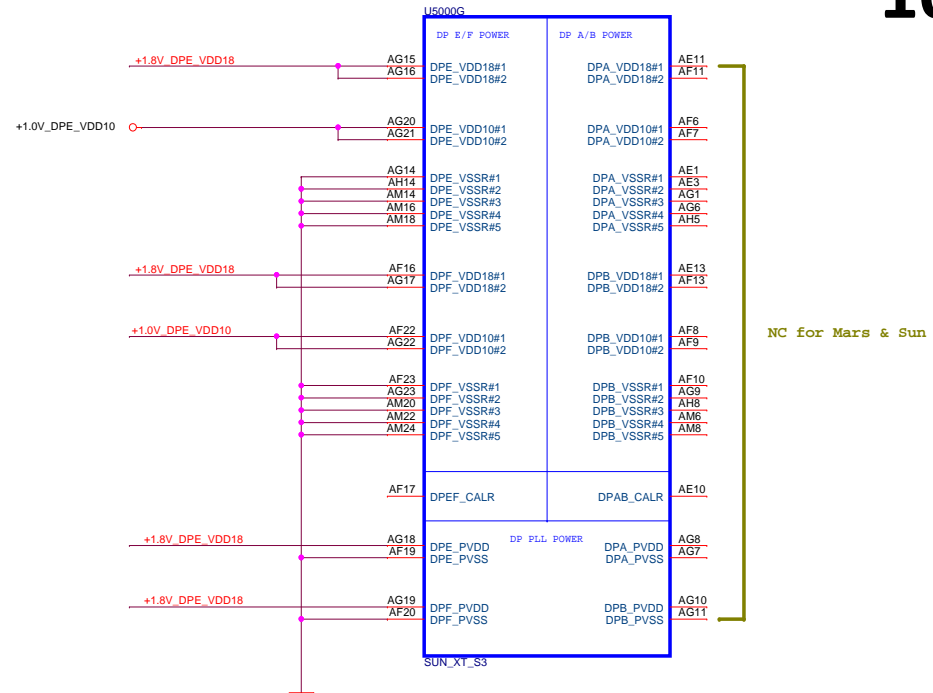 U5000G
DP E/F POWER DP A/B POWER
+1.8V_DPE_VDD18 AG15 DPE_VDD18#1 DPA_VDD18#1 AE11
AG16 DPE_VDD18#2 DPA_VDD18#2 AF11
+1.0V_DPE_VDD10 AG20 DPE_VDD10#1 DPA_VDD10#1 AF6
AG21 DPE_VDD10#2 DPA_VDD10#2 AF7
AG14 DPE_VSSR#1 DPA_VSSR#1 AE1
AH14 DPE_VSSR#2 DPA_VSSR#2 AE3
AM14 DPE_VSSR#3 DPA_VSSR#3 AG1
AM16 DPE_VSSR#4 DPA_VSSR#4 AG6
AM18 DPE_VSSR#5 DPA_VSSR#5 AH5
+1.8V_DPE_VDD18 AF16 DPF_VDD18#1 DPB_VDD18#1 AE13
AG17 DPF_VDD18#2 DPB_VDD18#2 AF13
+1.0V_DPE_VDD10 AF22 DPF_VDD10#1 DPB_VDD10#1 AF8
AG22 DPF_VDD10#2 DPB_VDD10#2 AF9
NC for Mars & Sun
AF23 DPF_VSSR#1 DPB_VSSR#1 AF10
AG23 DPF_VSSR#2 DPB_VSSR#2 AG9
AM20 DPF_VSSR#3 DPB_VSSR#3 AH8
AM22 DPF_VSSR#4 DPB_VSSR#4 AM6
AM24 DPF_VSSR#5 DPB_VSSR#5 AM8
AF17 DPEF_CALR DPAB_CALR AE10
DP PLL POWER
+1.8V_DPE_VDD18 AG18 DPE_PVDD DPA_PVDD AG8
AF19 DPE_PVSS DPA_PVSS AG7
+1.8V_DPE_VDD18 AG19 DPF_PVDD DPB_PVDD AG10
AF20 DPF_PVSS DPB_PVSS AG11
SUN_XT_S3